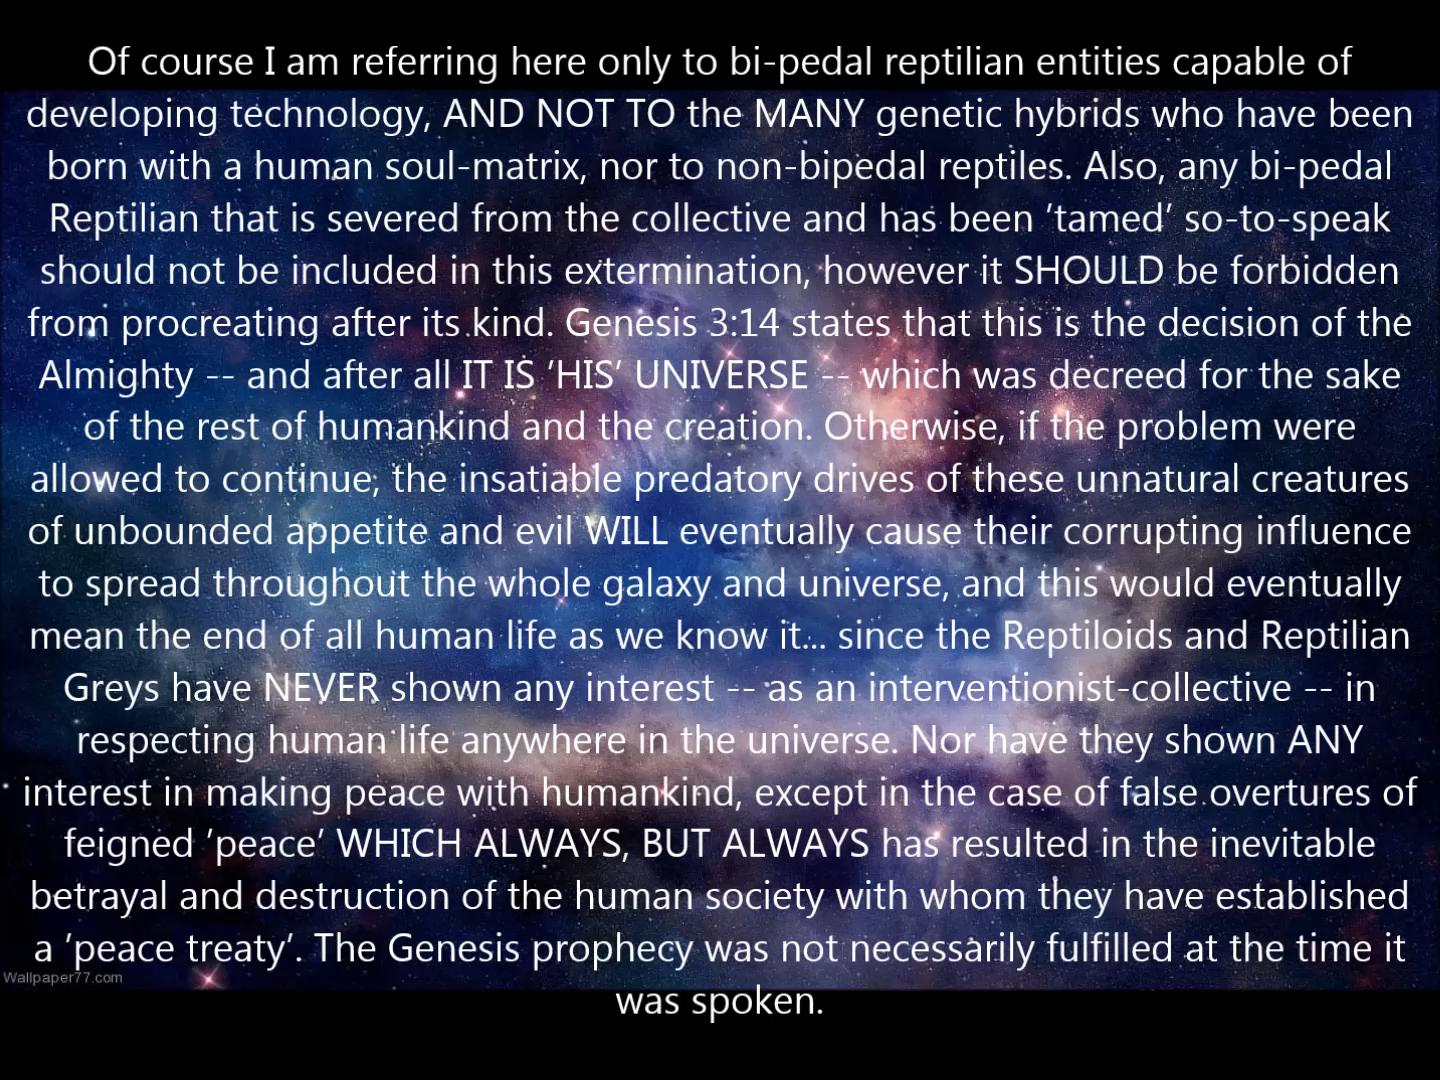 Of course I am referring here only to bi-pedal reptilian entities capable of
developing technology, AND NOT TO the MANY genetic hybrids who have been
born with a human soul-matrix, nor to non-bipedal reptiles. Also, any bi-pedal
Reptilian that is severed from the collective and has been ‘tamed’ so-to-speak
should not be included in this extermination, however it SHOULD be forbidden
from procreating after its kind. Genesis 3:14 states that this is the decision of the
Almighty -- and after all IT IS ‘HIS’ UNIVERSE -- which was decreed for the sake
of the rest of humankind and the creation. Otherwise, if the problem were
allowed to continue, the insatiable predatory drives of these unnatural creatures
of unbounded appetite and evil WILL eventually cause their corrupting influence
to spread throughout the whole galaxy and universe, and this would eventually
mean the end of all human life as we know it... since the Reptiloids and Reptilian
Greys have NEVER shown any interest -- as an interventionist-collective -- in
respecting human life anywhere in the universe. Nor have they shown ANY
interest in making peace with humankind, except in the case of false overtures of
feigned ‘peace’ WHICH ALWAYS, BUT ALWAYS has resulted in the inevitable
betrayal and destruction of the human society with whom they have established
a ‘peace treaty’. The Genesis prophecy was not necessarily fulfilled at the time it
Wallpaper77.com
was spoken.